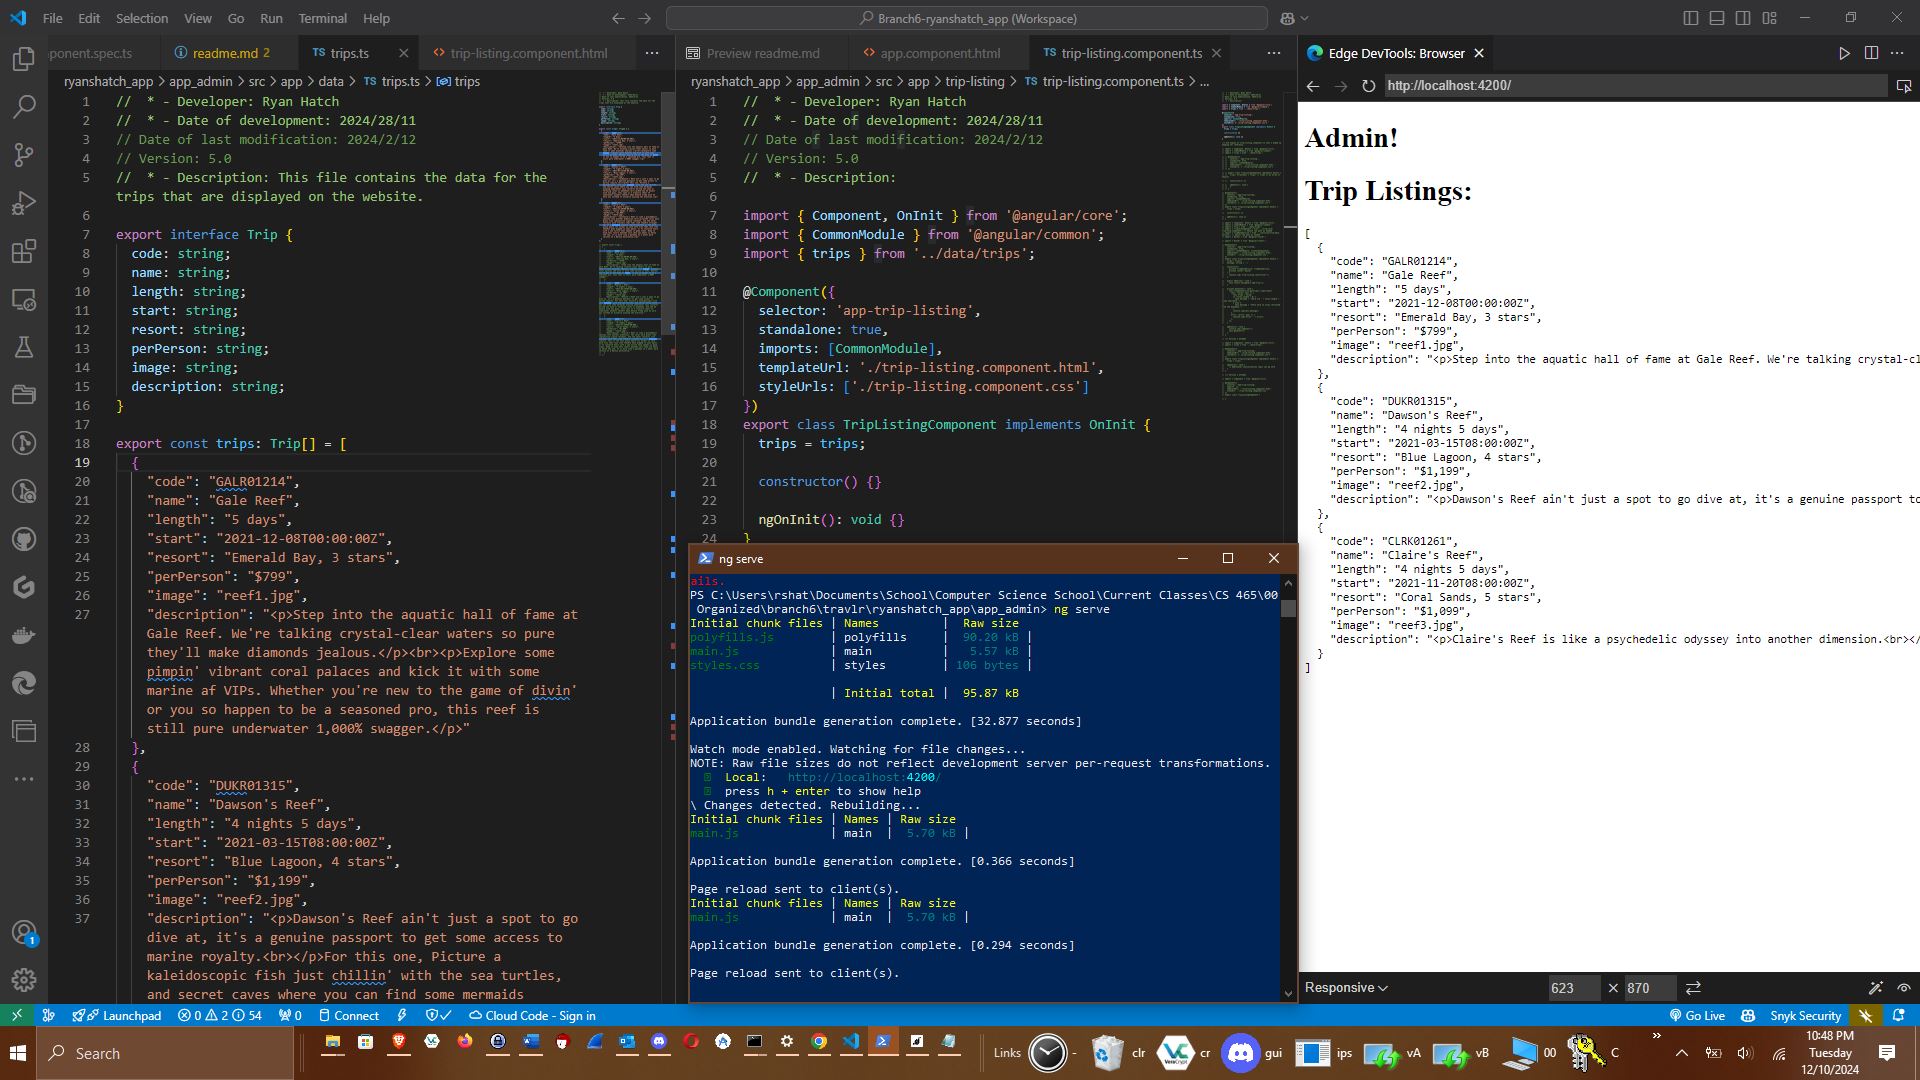 File Edit Selection View Go Run Terminal Help
Branch6-ryanshatch_app (Workspace)
ponent.spec.ts
readme.md 2
TS trips.ts
trip-listing.component.html
Preview readme.md
app.component.html
TS trip-listing.component.ts
Edge DevTools: Browser
ryanshatch_app > app_admin > src > app > data > TS trips.ts > trips
1 // * - Developer: Ryan Hatch
2 // * - Date of development: 2024/28/11
3 // Date of last modification: 2024/2/12
4 // Version: 5.0
5 // * - Description: This file contains the data for the
trips that are displayed on the website.
6
7 export interface Trip {
8 code: string;
9 name: string;
10 length: string;
11 start: string;
12 resort: string;
13 perPerson: string;
14 image: string;
15 description: string;
16 }
17
18 export const trips: Trip[] = [
19 {
20 "code": "GALR01214",
21 "name": "Gale Reef",
22 "length": "5 days",
23 "start": "2021-12-08T00:00:00Z",
24 "resort": "Emerald Bay, 3 stars",
25 "perPerson": "$799",
26 "image": "reef1.jpg",
27 "description": "<p>Step into the aquatic hall of fame at
Gale Reef. We're talking crystal-clear waters so pure
they'll make diamonds jealous.</p><br><p>Explore some
pimpin' vibrant coral palaces and kick it with some
marine af VIPs. Whether you're new to the game of divin'
or you so happen to be a seasoned pro, this reef is
still pure underwater 1,000% swagger.</p>"
28 },
29 {
30 "code": "DUKR01315",
31 "name": "Dawson's Reef",
32 "length": "4 nights 5 days",
33 "start": "2021-03-15T08:00:00Z",
34 "resort": "Blue Lagoon, 4 stars",
35 "perPerson": "$1,199",
36 "image": "reef2.jpg",
37 "description": "<p>Dawson's Reef ain't just a spot to go
dive at, it's a genuine passport to get some access to
marine royalty.<br></p>For this one, Picture a
kaleidoscopic fish just chillin' with the sea turtles,
and secret caves where you can find some mermaids
ryanshatch_app > app_admin > src > app > trip-listing > TS trip-listing.component.ts > ...
1 // * - Developer: Ryan Hatch
2 // * - Date of development: 2024/28/11
3 // Date of last modification: 2024/2/12
4 // Version: 5.0
5 // * - Description:
6
7 import { Component, OnInit } from '@angular/core';
8 import { CommonModule } from '@angular/common';
9 import { trips } from '../data/trips';
10
11 @Component({
12 selector: 'app-trip-listing',
13 standalone: true,
14 imports: [CommonModule],
15 templateUrl: './trip-listing.component.html',
16 styleUrls: ['./trip-listing.component.css']
17 })
18 export class TripListingComponent implements OnInit {
19 trips = trips;
20
21 constructor() {}
22
23 ngOnInit(): void {}
24 }
ng serve
ails.
PS C:\Users\rshat\Documents\School\Computer Science School\Current Classes\CS 465\00
Organized\branch6\travlr\ryanshatch_app\app_admin> ng serve
Initial chunk files | Names | Raw size
polyfills.js | polyfills | 90.20 kB |
main.js | main | 5.57 kB |
styles.css | styles | 106 bytes |
| Initial total | 95.87 kB
Application bundle generation complete. [32.877 seconds]
Watch mode enabled. Watching for file changes...
NOTE: Raw file sizes do not reflect development server per-request transformations.
Local: http://localhost:4200/
press h + enter to show help
\ Changes detected. Rebuilding...
Initial chunk files | Names | Raw size
main.js | main | 5.70 kB |
Application bundle generation complete. [0.366 seconds]
Page reload sent to client(s).
Initial chunk files | Names | Raw size
main.js | main | 5.70 kB |
Application bundle generation complete. [0.294 seconds]
Page reload sent to client(s).
http://localhost:4200/
Admin!
Trip Listings:
[
{
"code": "GALR01214",
"name": "Gale Reef",
"length": "5 days",
"start": "2021-12-08T00:00:00Z",
"resort": "Emerald Bay, 3 stars",
"perPerson": "$799",
"image": "reef1.jpg",
"description": "<p>Step into the aquatic hall of fame at Gale Reef. We're talking crystal-cl
},
{
"code": "DUKR01315",
"name": "Dawson's Reef",
"length": "4 nights 5 days",
"start": "2021-03-15T08:00:00Z",
"resort": "Blue Lagoon, 4 stars",
"perPerson": "$1,199",
"image": "reef2.jpg",
"description": "<p>Dawson's Reef ain't just a spot to go dive at, it's a genuine passport to
},
{
"code": "CLRK01261",
"name": "Claire's Reef",
"length": "4 nights 5 days",
"start": "2021-11-20T08:00:00Z",
"resort": "Coral Sands, 5 stars",
"perPerson": "$1,099",
"image": "reef3.jpg",
"description": "<p>Claire's Reef is like a psychedelic odyssey into another dimension.<br></
}
]
Responsive 623 × 870
1
Launchpad 0 2 54 0 Connect Cloud Code - Sign in
Go Live Snyk Security
Search
Links clr cr gui ips vA vB 00 C
10:48 PM
Tuesday
12/10/2024